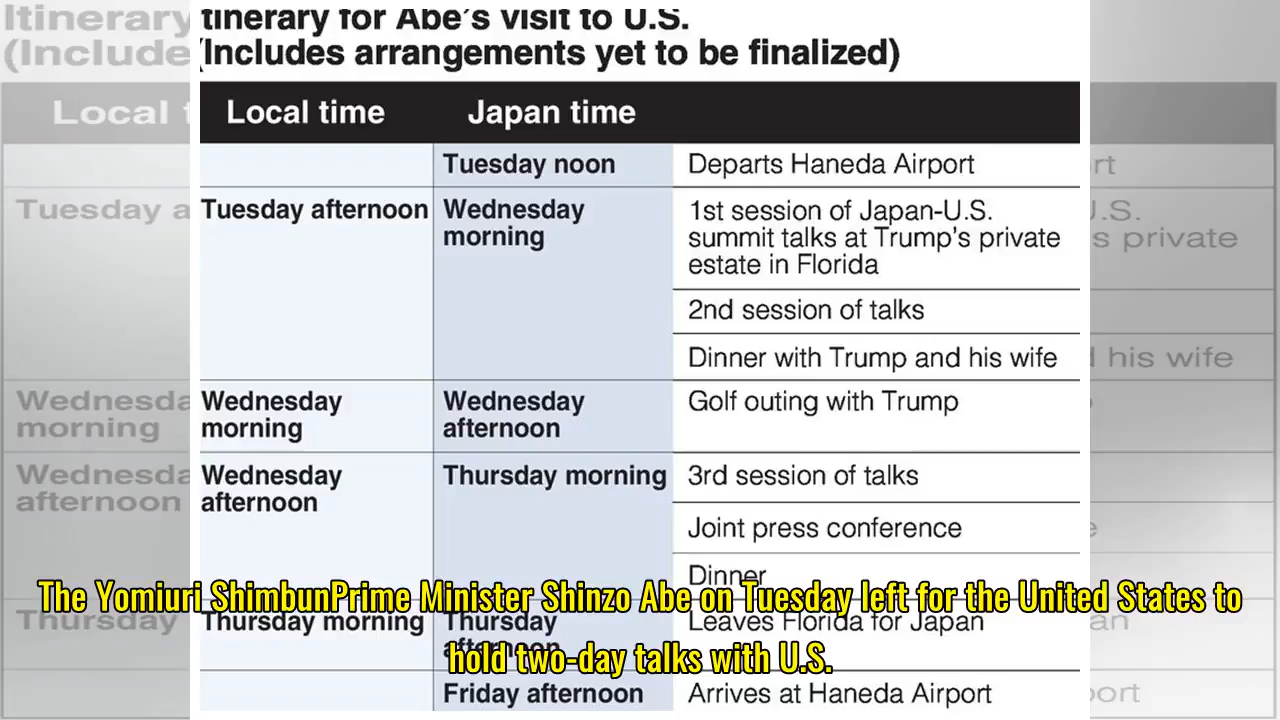 tinerary for Abe's visit to U.S.
(Includes arrangements yet to be finalized)
Local time Japan time
Tuesday noon Departs Haneda Airport
Tuesday afternoon Wednesday morning 1st session of Japan-U.S.
summit talks at Trump's private
estate in Florida
2nd session of talks
Dinner with Trump and his wife
Wednesday morning Wednesday afternoon Golf outing with Trump
Wednesday afternoon Thursday morning 3rd session of talks
Joint press conference
Dinner
Thursday morning Thursday afternoon Leaves Florida for Japan
Friday afternoon Arrives at Haneda Airport
The Yomiuri ShimbunPrime Minister Shinzo Abe on Tuesday left for the United States to
hold two-day talks with U.S.